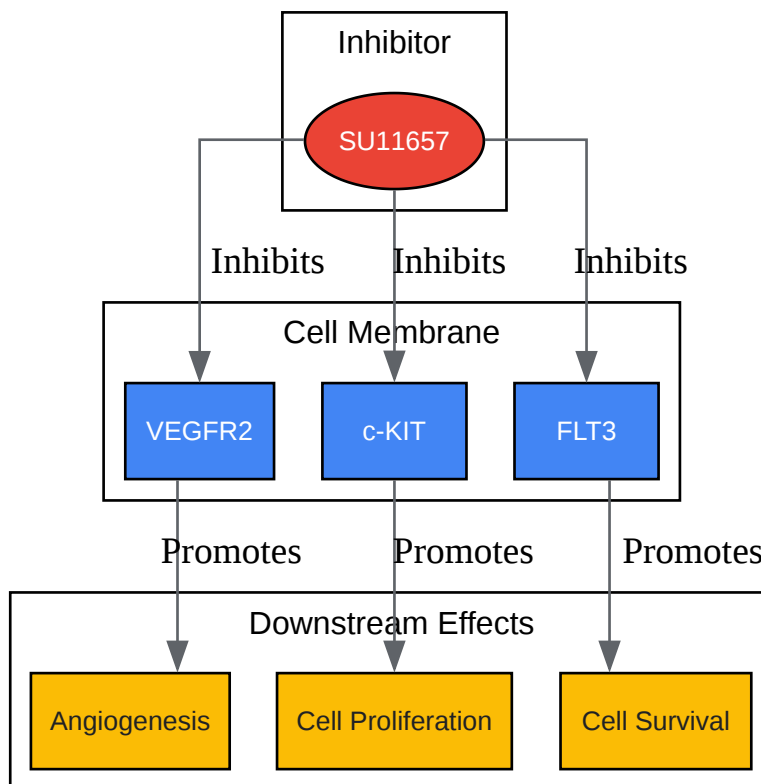 Inhibitor
SU11657
Inhibits Inhibits Inhibits
Cell Membrane
VEGFR2 c-KIT FLT3
Promotes Promotes Promotes
Downstream Effects
Angiogenesis Cell Proliferation Cell Survival